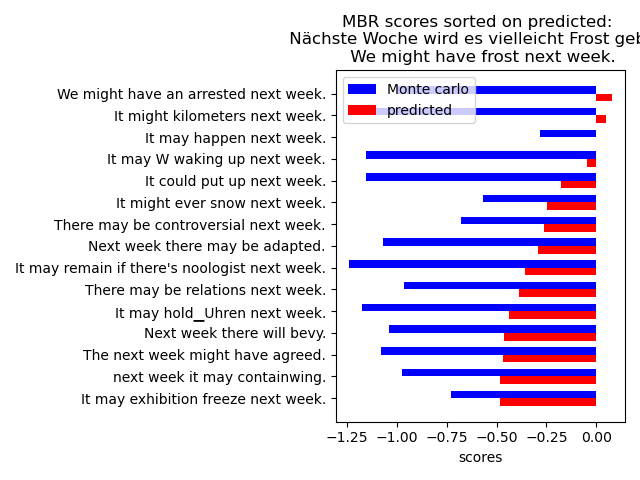 MBR scores sorted on predicted:
Nächste Woche wird es vielleicht Frost geb
We might have frost next week.
Monte carlo
predicted
We might have an arrested next week.
It might kilometers next week.
It may happen next week.
It may W waking up next week.
It could put up next week.
It might ever snow next week.
There may be controversial next week.
Next week there may be adapted.
It may remain if there's noologist next week.
There may be relations next week.
It may hold▁Uhren next week.
Next week there will bevy.
The next week might have agreed.
next week it may containwing.
It may exhibition freeze next week.
−1.25 −1.00 −0.75 −0.50 −0.25 0.00
scores